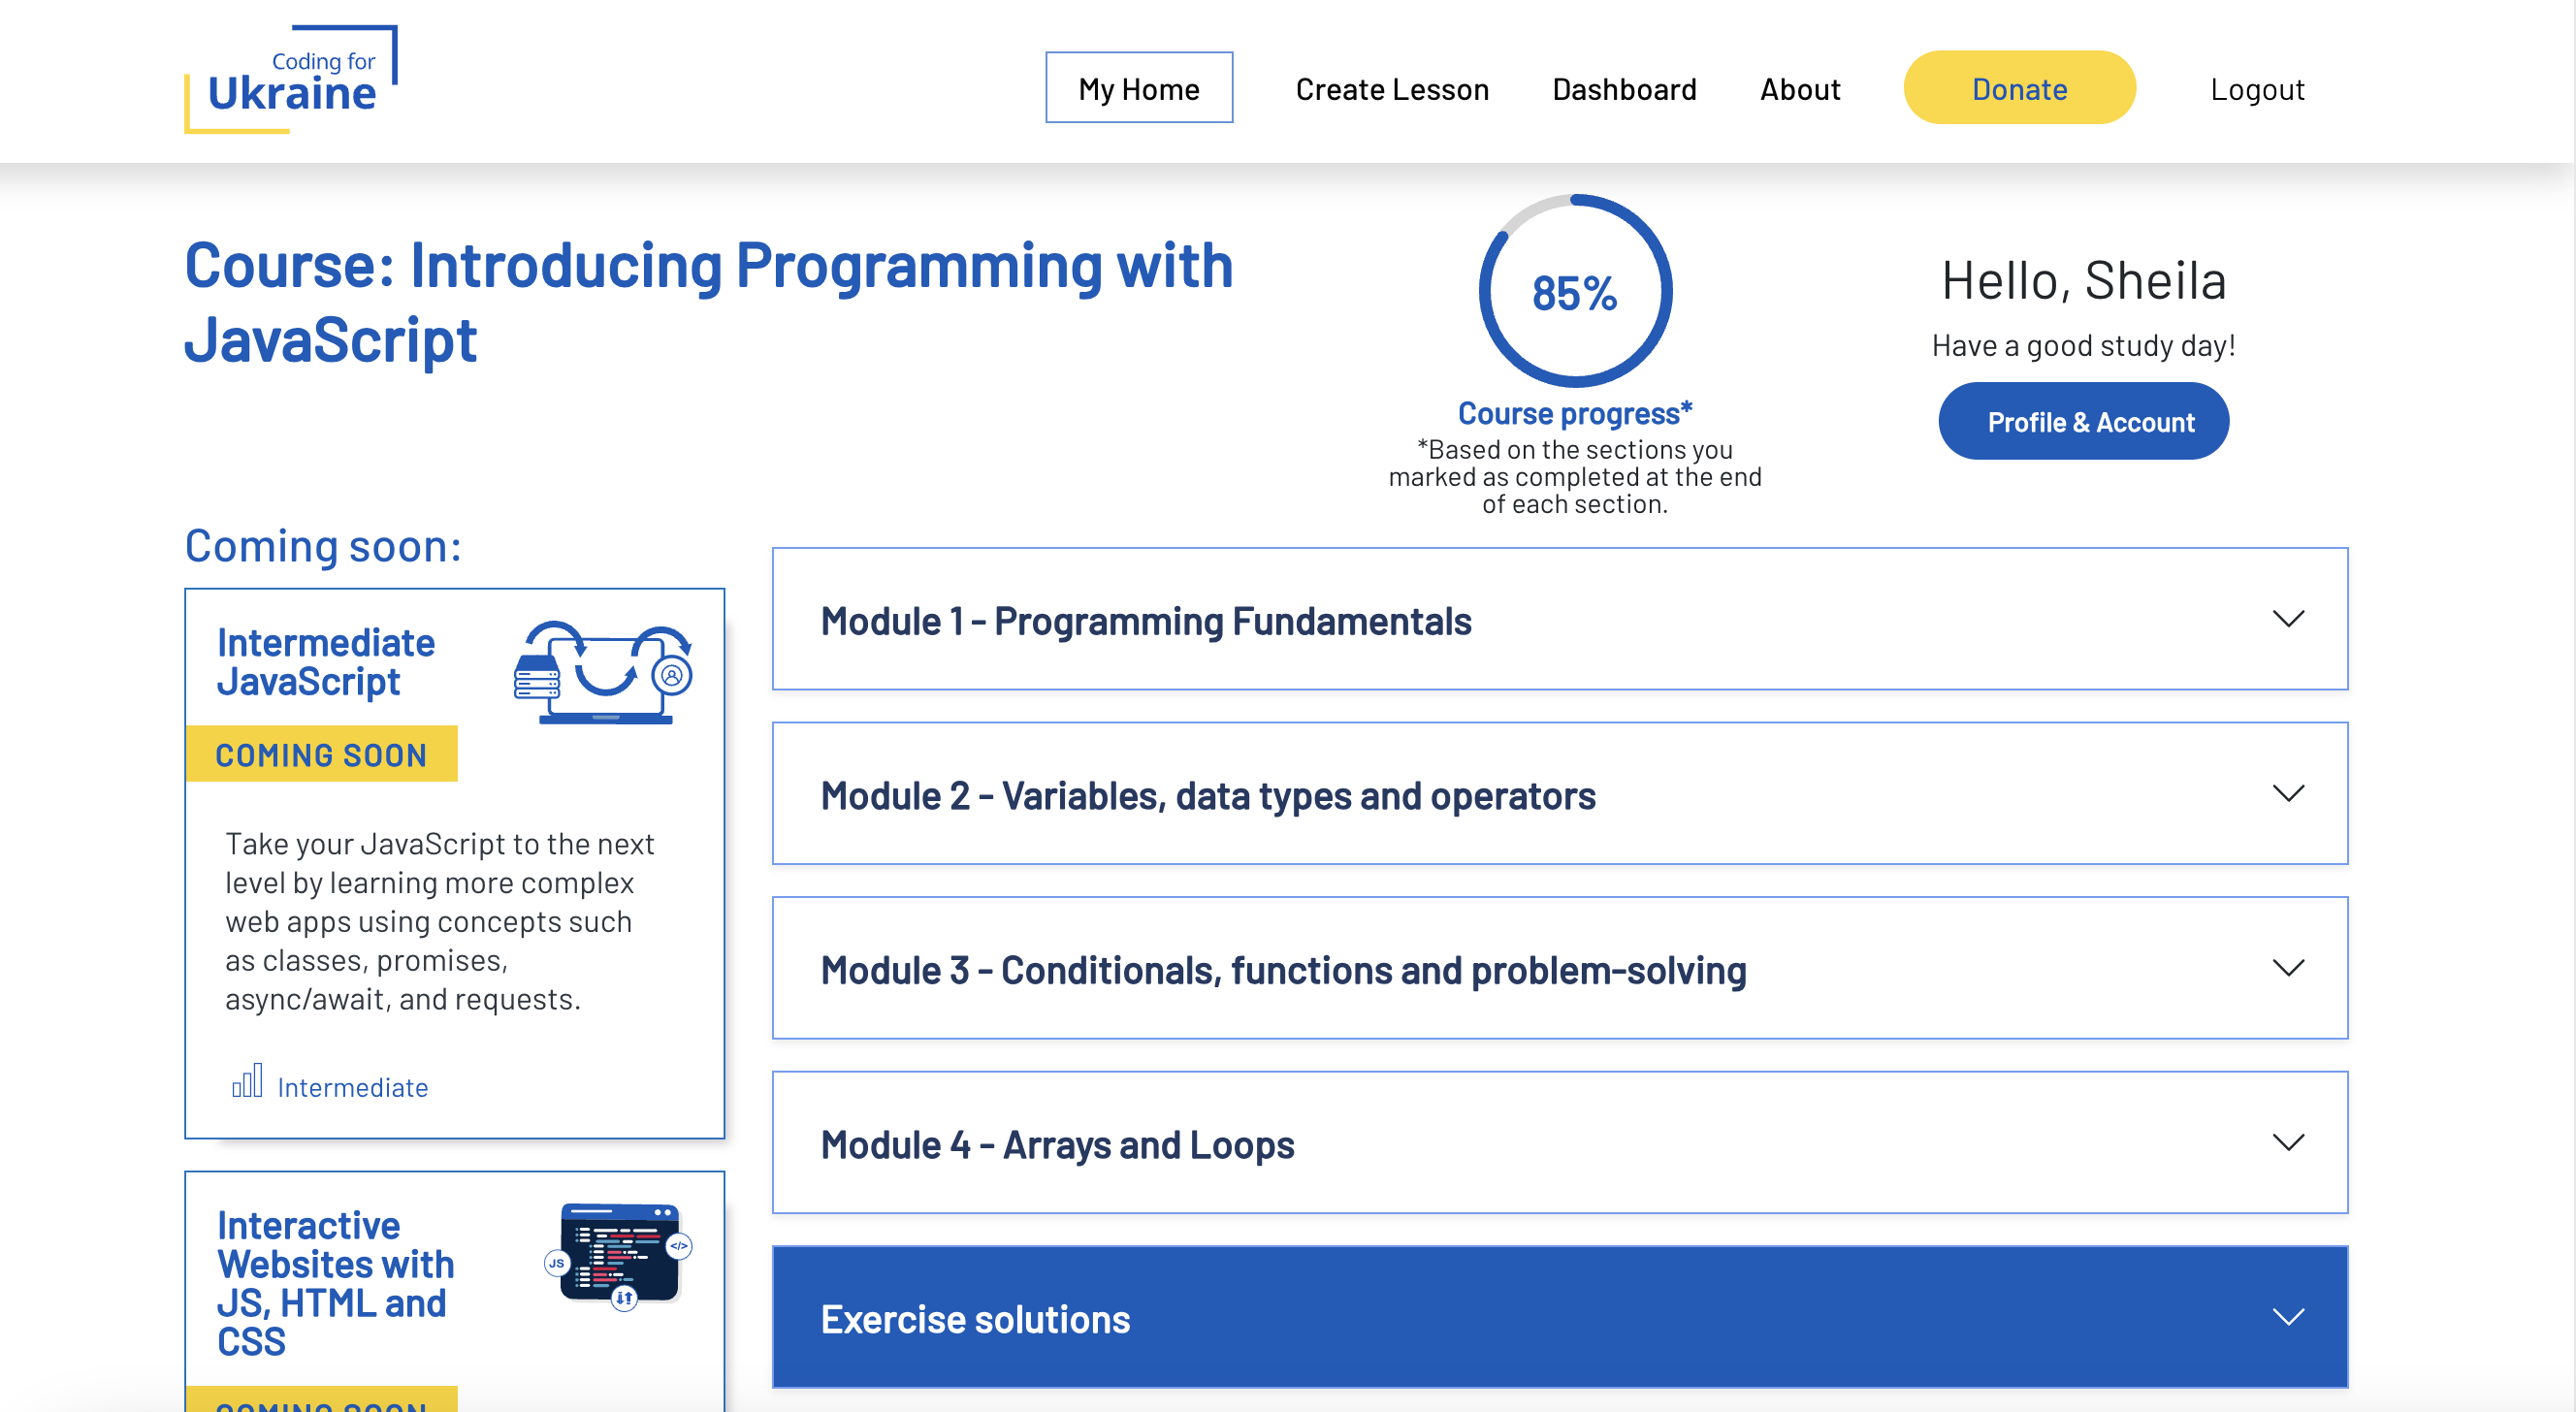 Coding for
Ukraine
My Home
Create Lesson
Dashboard
About
Donate
Logout
Course: Introducing Programming with
JavaScript
85%
Course progress*
*Based on the sections you
marked as completed at the end
of each section.
Hello, Sheila
Have a good study day!
Profile & Account
Coming soon:
Intermediate
JavaScript
COMING SOON
Take your JavaScript to the next
level by learning more complex
web apps using concepts such
as classes, promises,
async/await, and requests.
Intermediate
Interactive
Websites with
JS, HTML and
CSS
JS
</>
COMING SOON
Module 1 - Programming Fundamentals
Module 2 - Variables, data types and operators
Module 3 - Conditionals, functions and problem-solving
Module 4 - Arrays and Loops
Exercise solutions